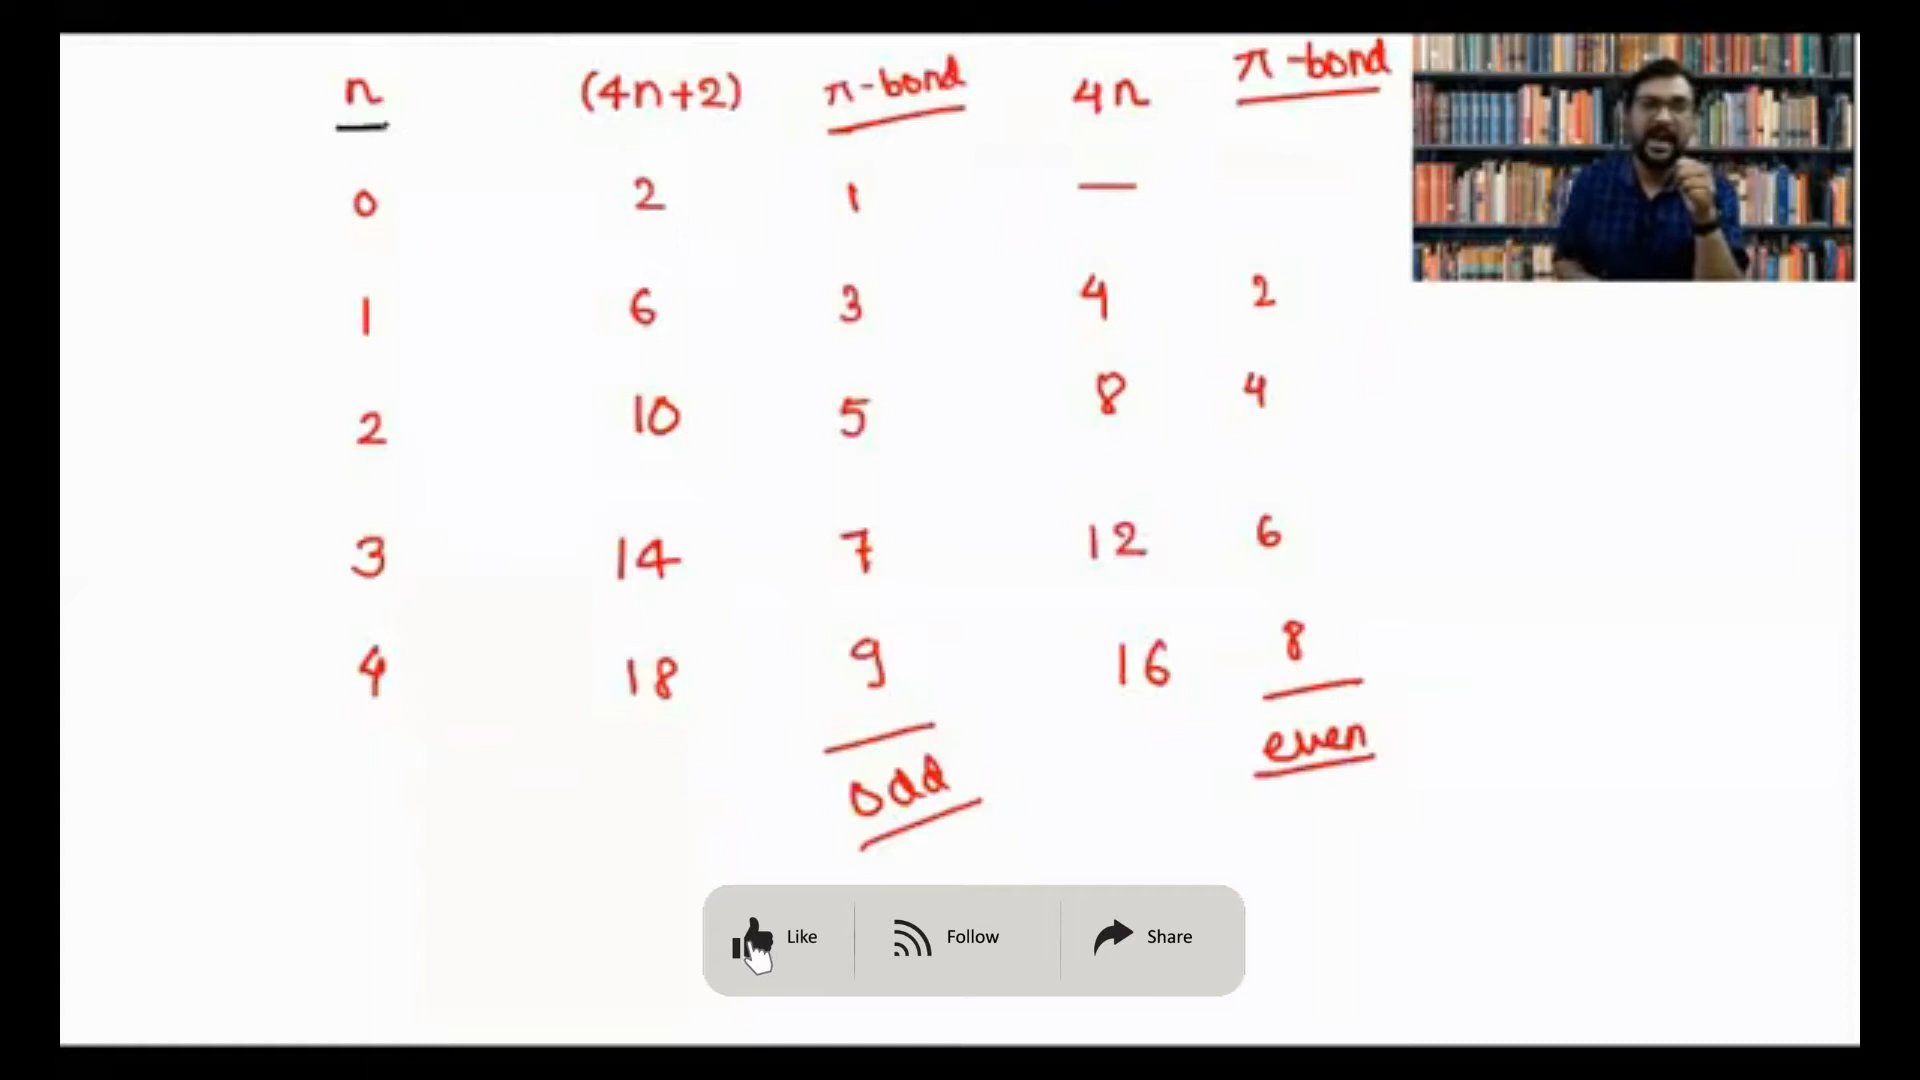 n (4n+2) π-bond 4n π-bond
0 2 1 —
1 6 3 4 2
2 10 5 8 4
3 14 7 12 6
4 18 9 16 8
odd even
Like Follow Share